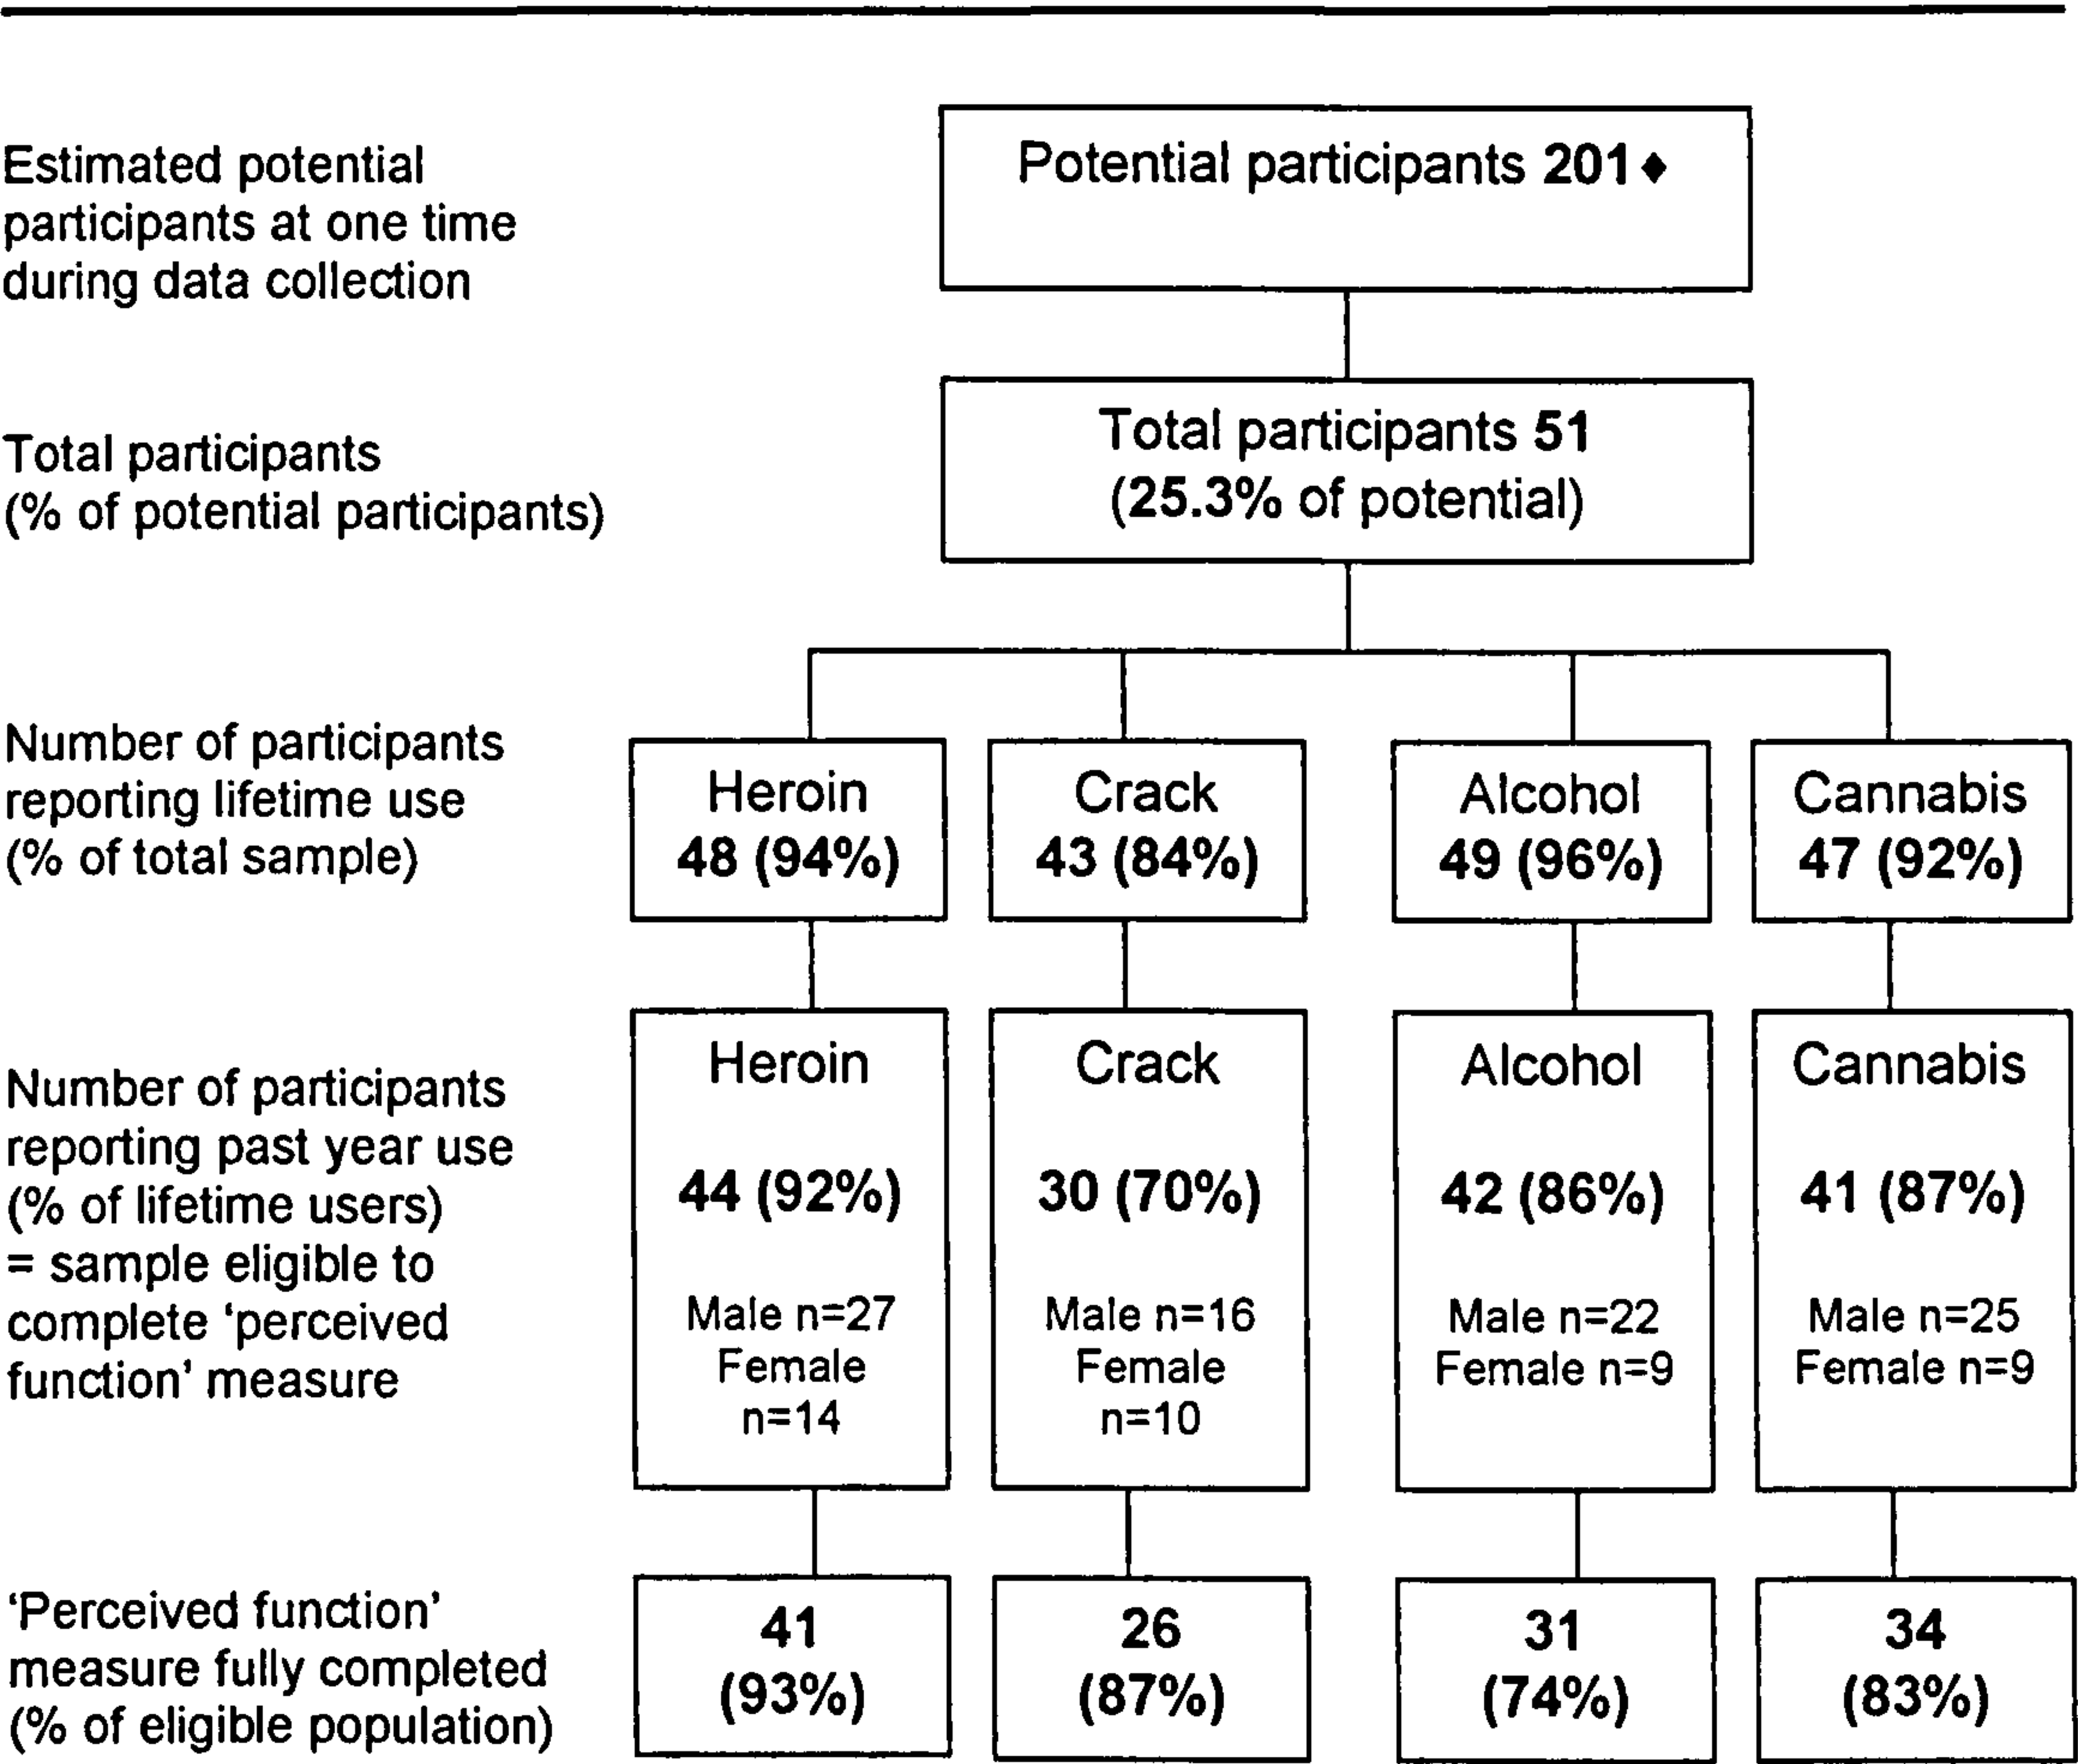 Estimated potential
participants at one time
during data collection
Potential participants 201♦
Total participants
(% of potential participants)
Total participants 51
(25.3% of potential)
Number of participants
reporting lifetime use
(% of total sample)
Heroin
48 (94%)
Crack
43 (84%)
Alcohol
49 (96%)
Cannabis
47 (92%)
Number of participants
reporting past year use
(% of lifetime users)
= sample eligible to
complete ‘perceived
function’ measure
Heroin
44 (92%)
Male n=27
Female
n=14
Crack
30 (70%)
Male n=16
Female
n=10
Alcohol
42 (86%)
Male n=22
Female n=9
Cannabis
41 (87%)
Male n=25
Female n=9
‘Perceived function’
measure fully completed
(% of eligible population)
41
(93%)
26
(87%)
31
(74%)
34
(83%)